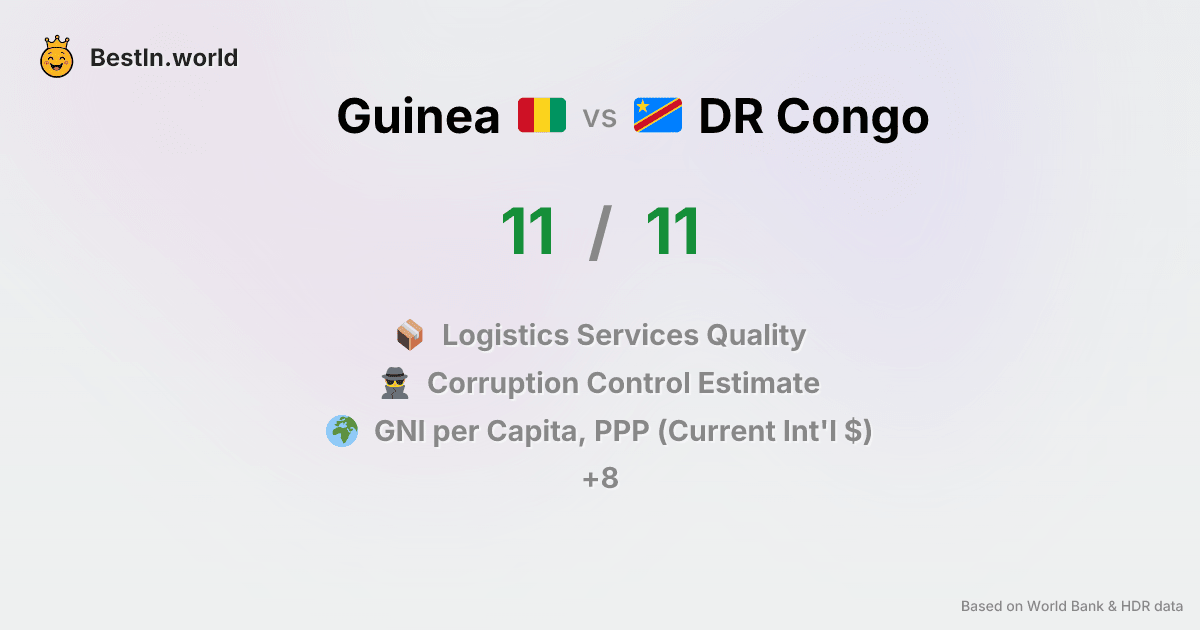 BestIn.world
Guinea vs DR Congo
11 / 11
Logistics Services Quality
Corruption Control Estimate
GNI per Capita, PPP (Current Int'l $)
+8
Based on World Bank & HDR data